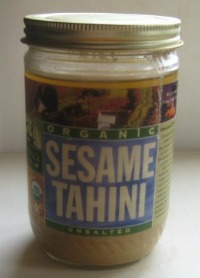 ORGANIC
SESAME
TAHINI
UNSALTED